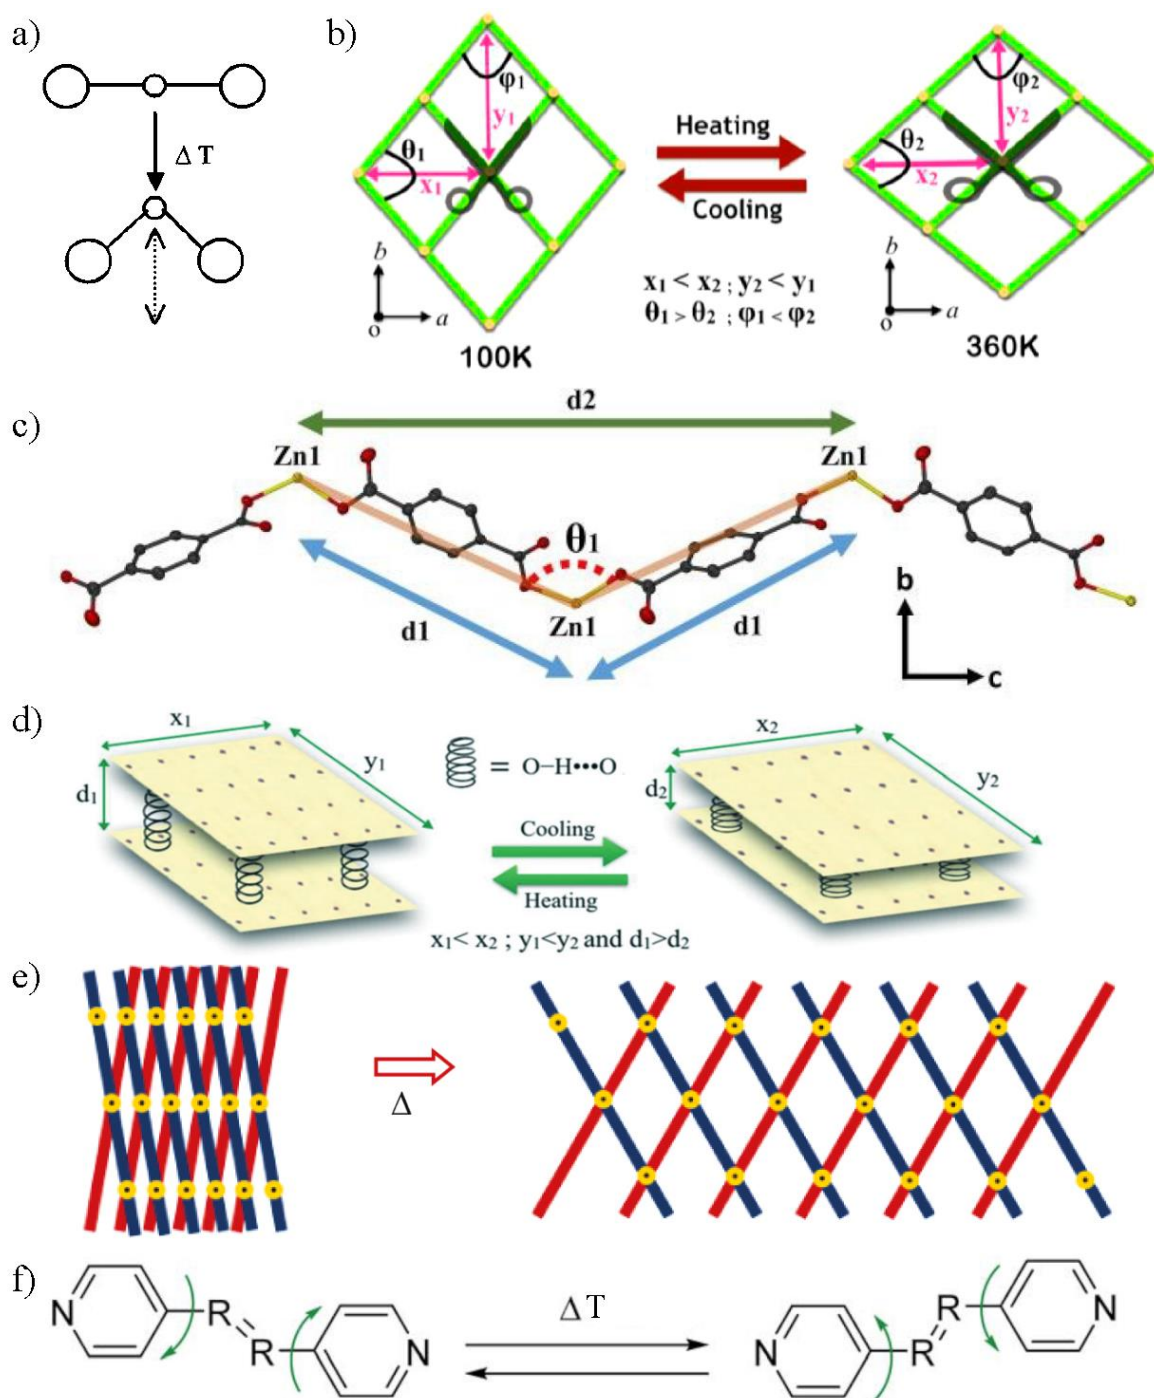 a)
Δ T
b)
φ1
y1
θ1
x1
b
o
a
100K
Heating
Cooling
x1 < x2 ; y2 < y1
θ1 > θ2 ; φ1 < φ2
φ2
y2
θ2
x2
b
o
a
360K
c)
d2
Zn1
Zn1
θ1
Zn1
d1
d1
b
c
d)
x1
y1
d1
= O–H•••O
Cooling
Heating
x1< x2 ; y1<y2 and d1>d2
x2
y2
d2
e)
Δ
f)
N
R
R
N
Δ T
N
R
R
N